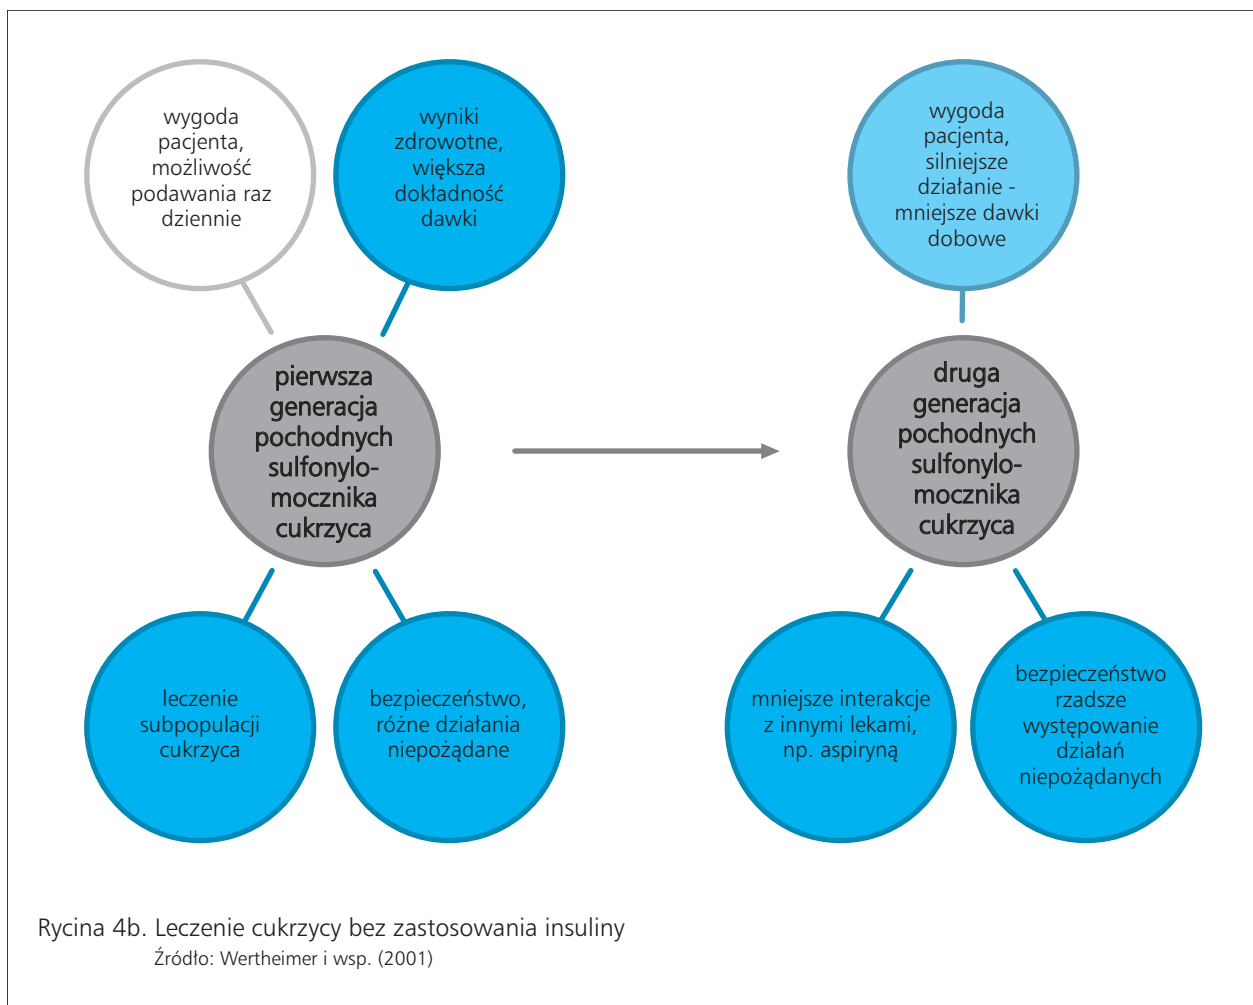 wygoda
pacjenta,
możliwość
podawania raz
dziennie
wyniki
zdrowotne,
większa
dokładność
dawki
wygoda
pacjenta,
silniejsze
działanie -
mniejsze dawki
dobowe
pierwsza
generacja
pochodnych
sulfonylo-
mocznika
cukrzyca
druga
generacja
pochodnych
sulfonylo-
mocznika
cukrzyca
leczenie
subpopulacji
cukrzyca
bezpieczeństwo,
różne działania
niepożądane
mniejsze interakcje
z innymi lekami,
np. aspiryną
bezpieczeństwo
rzadsze
występowanie
działań
niepożądanych
Rycina 4b. Leczenie cukrzycy bez zastosowania insuliny
Źródło: Wertheimer i wsp. (2001)